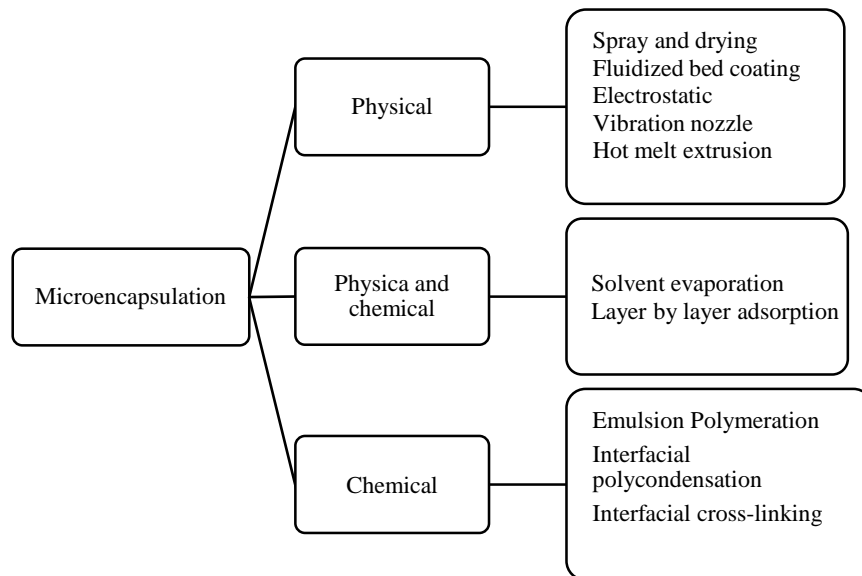 Microencapsulation
Physical
Spray and drying
Fluidized bed coating
Electrostatic
Vibration nozzle
Hot melt extrusion
Physica and
chemical
Solvent evaporation
Layer by layer adsorption
Chemical
Emulsion Polymeration
Interfacial
polycondensation
Interfacial cross-linking